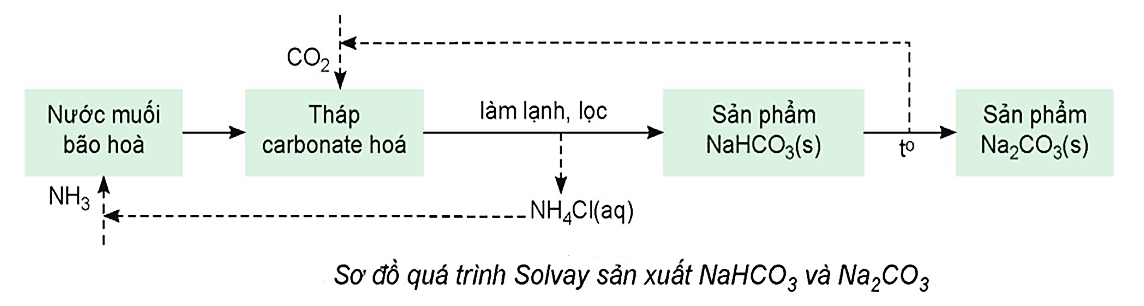 CO₂
Nước muối
bão hoà
Tháp
carbonate hoá
làm lạnh, lọc
Sản phẩm
NaHCO₃(s)
tº
Sản phẩm
Na₂CO₃(s)
NH₃
NH₄Cl(aq)
Sơ đồ quá trình Solvay sản xuất NaHCO₃ và Na₂CO₃